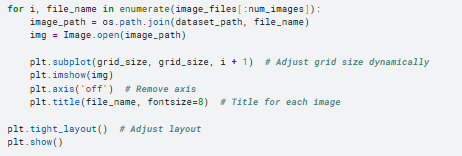 for i, file_name in enumerate(image_files[:num_images]):
    image_path = os.path.join(dataset_path, file_name)
    img = Image.open(image_path)

    plt.subplot(grid_size, grid_size, i + 1)  # Adjust grid size dynamically
    plt.imshow(img)
    plt.axis('off')  # Remove axis
    plt.title(file_name, fontsize=8)  # Title for each image

plt.tight_layout()  # Adjust layout
plt.show()